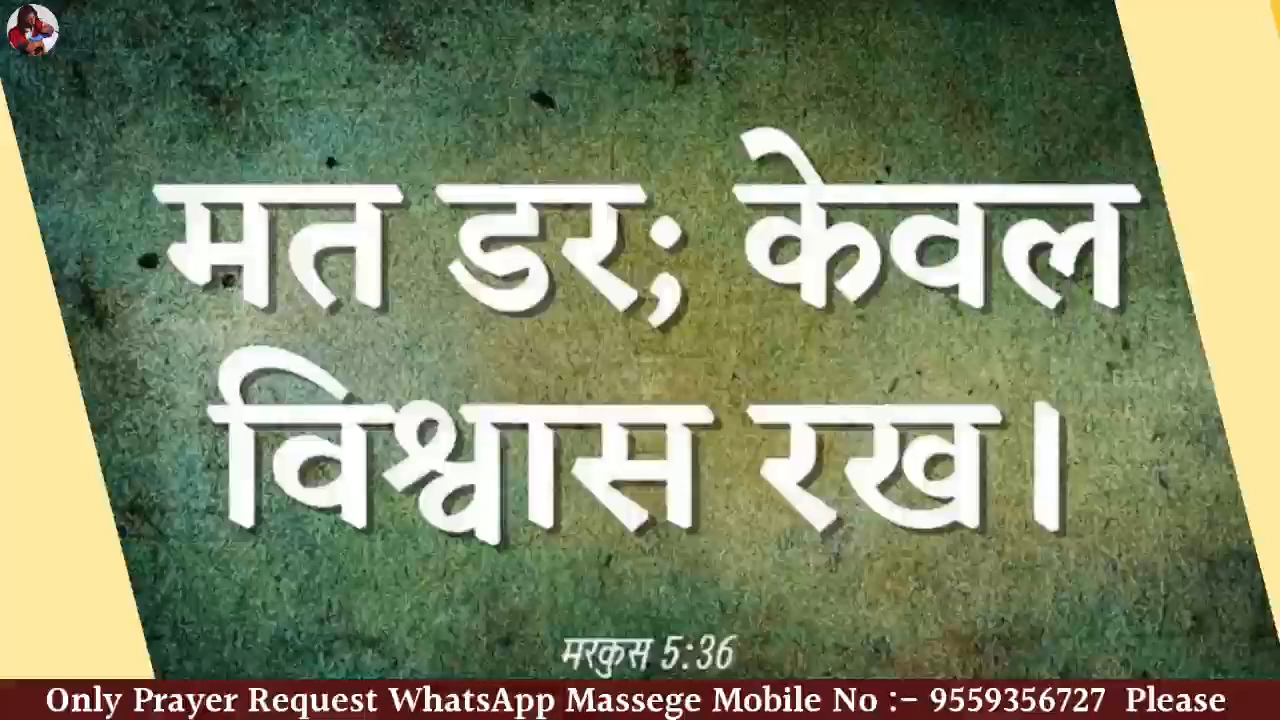 मत डर; केवल
विश्वास रख।
मरकुस 5:36
Only Prayer Request WhatsApp Massege Mobile No :- 9559356727 Please